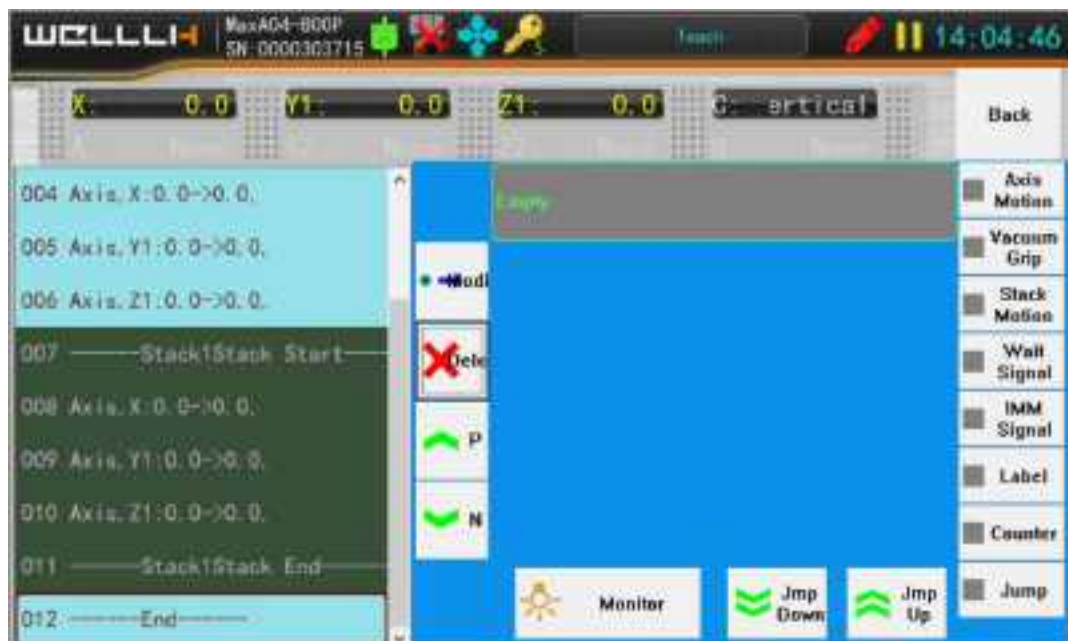 WELLLIH
MaxA04-800P
SN 0000303715
S
Teach
14:04:46
X: 0.0
Y1: 0.0
Z1: 0.0
C: ertical
Back
004 Axis,X:0.0->0.0,
005 Axis,Y1:0.0->0.0,
006 Axis,Z1:0.0->0.0,
007 ------Stack1Stack Start------
008 Axis,X:0.0->0.0,
009 Axis,Y1:0.0->0.0,
010 Axis,Z1:0.0->0.0,
011 ------Stack1Stack End------
012 ------End------
Modi
Dele
P
N
Empty
Monitor
Jmp
Down
Jmp
Up
Axis
Motion
Vacuum
Grip
Stack
Motion
Wait
Signal
IMM
Signal
Label
Counter
Jump